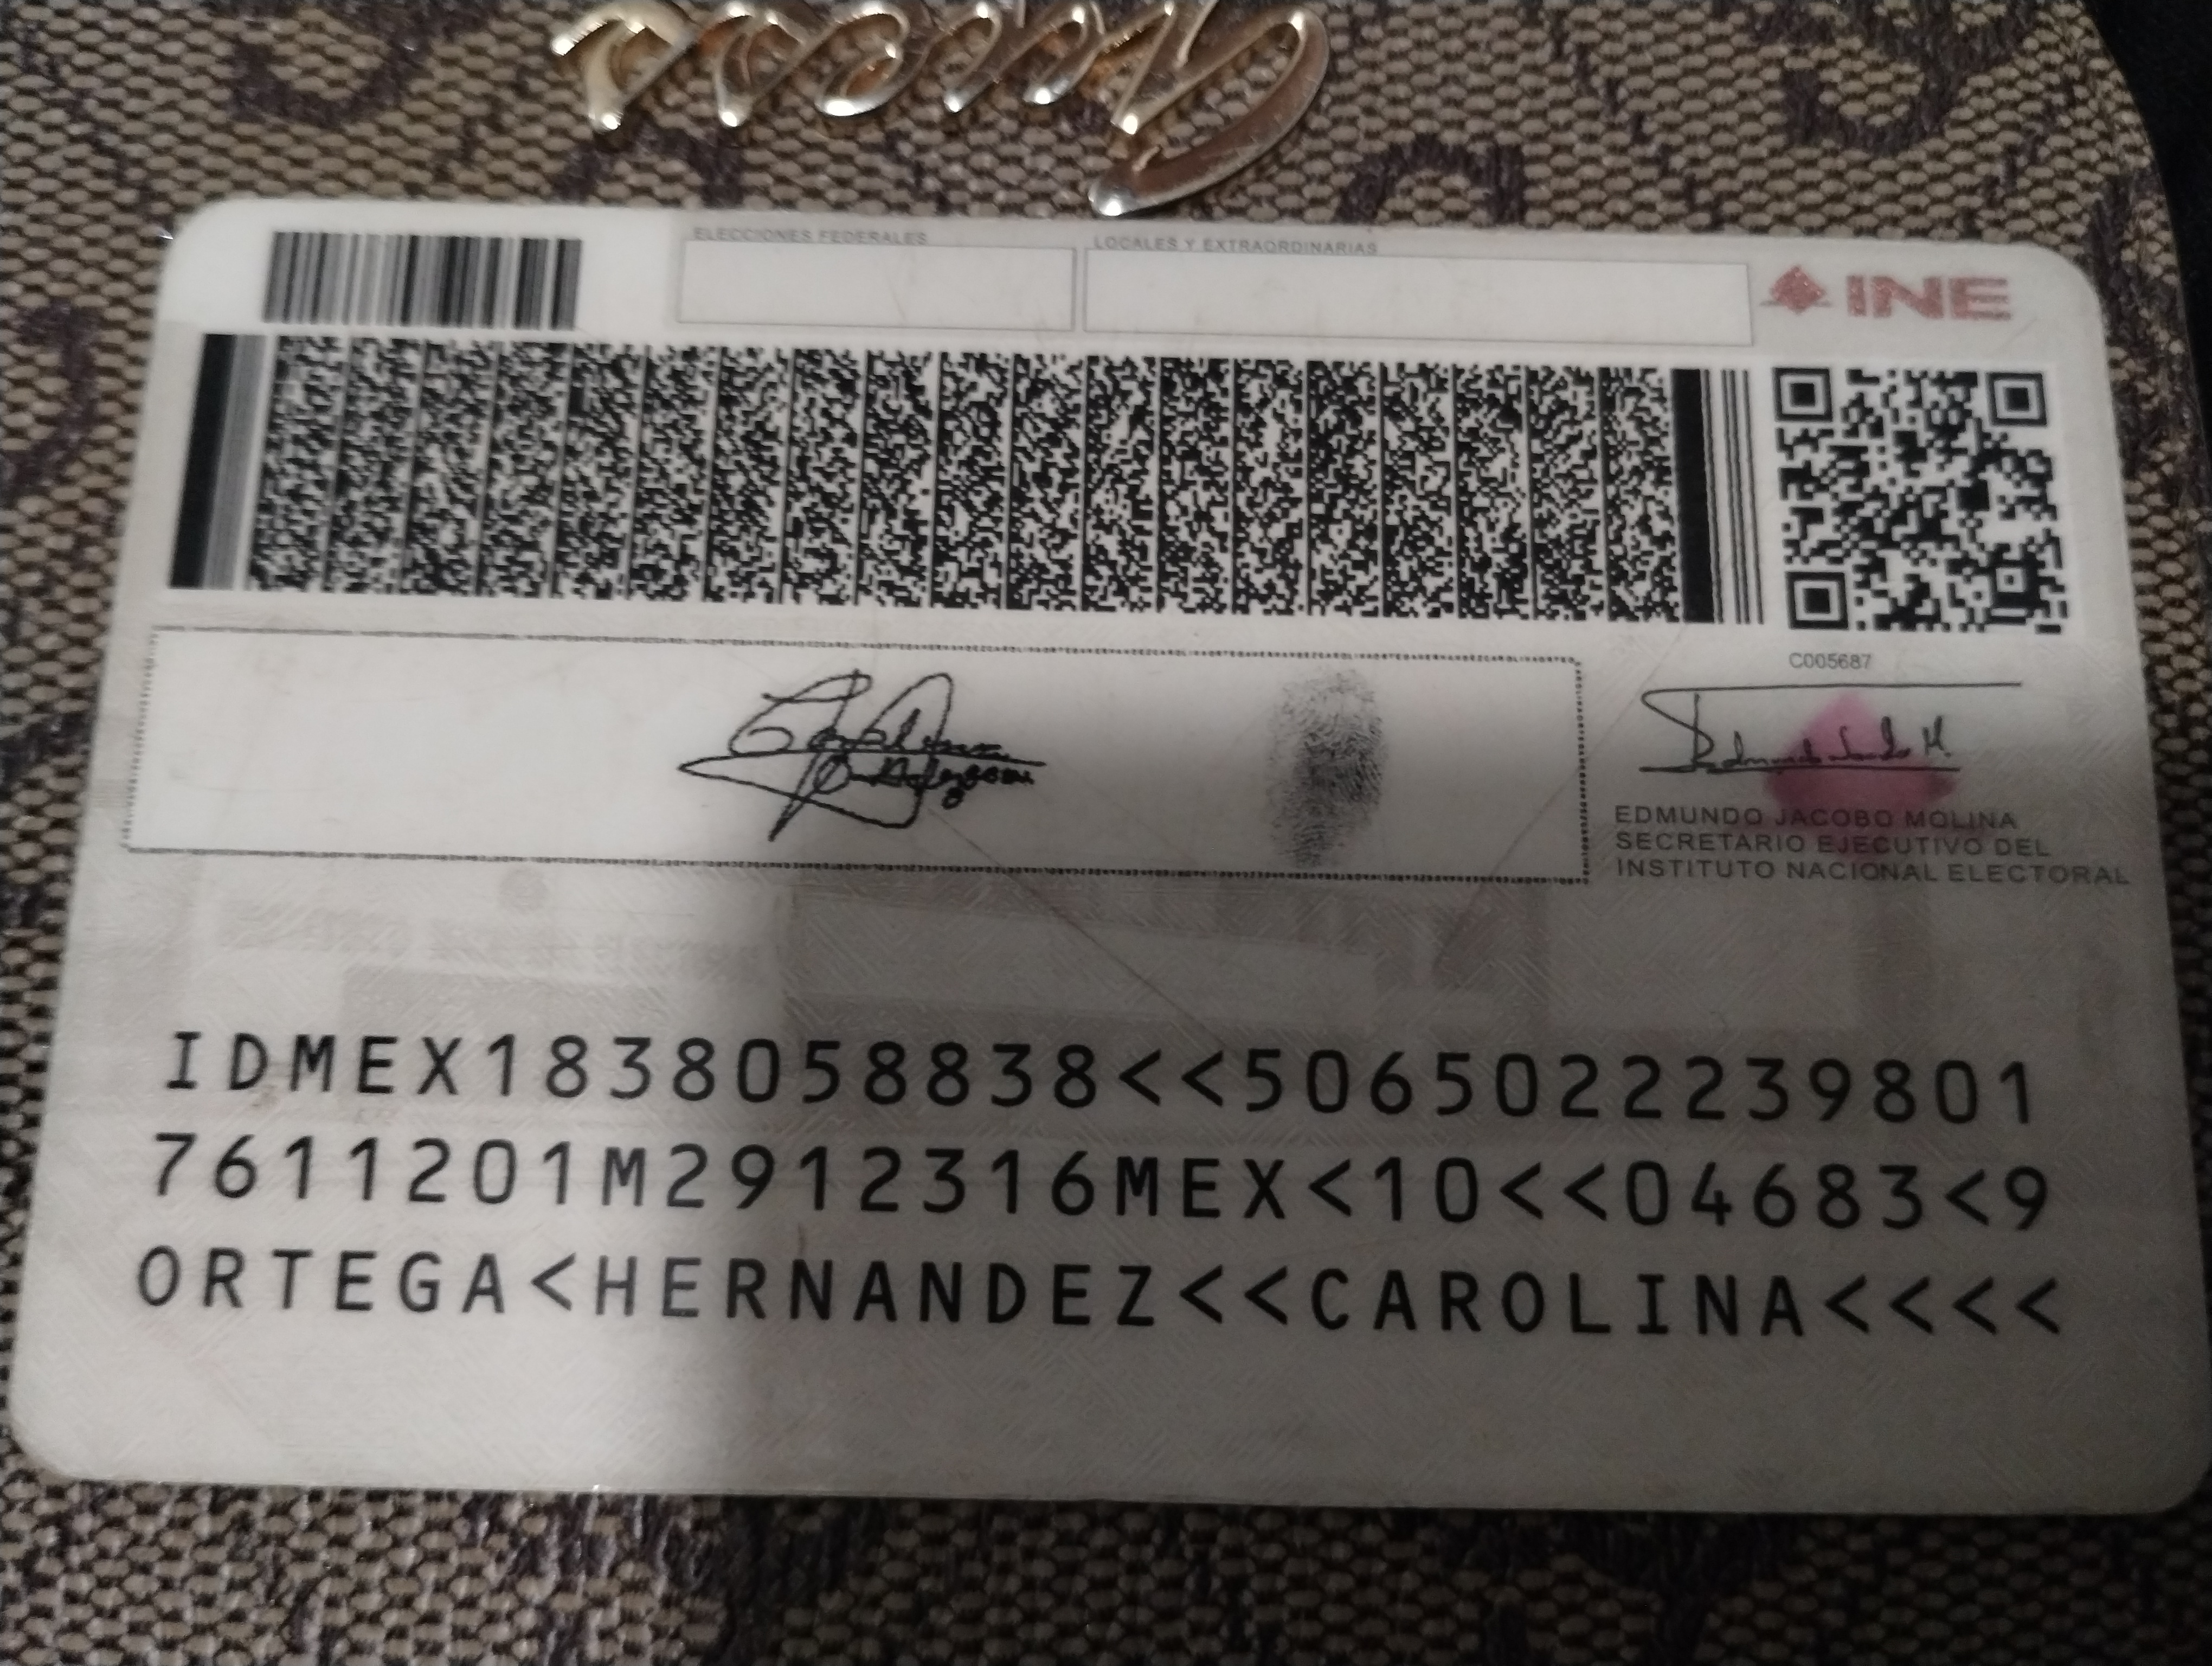 Guess
ELECCIONES FEDERALES
LOCALES Y EXTRAORDINARIAS
INE
C005687
EDMUNDO JACOBO MOLINA
SECRETARIO EJECUTIVO DEL
INSTITUTO NACIONAL ELECTORAL
IDMEX1838058838<<5065022239801
7611201M2912316MEX<10<<04683<9
ORTEGA<HERNANDEZ<<CAROLINA<<<<